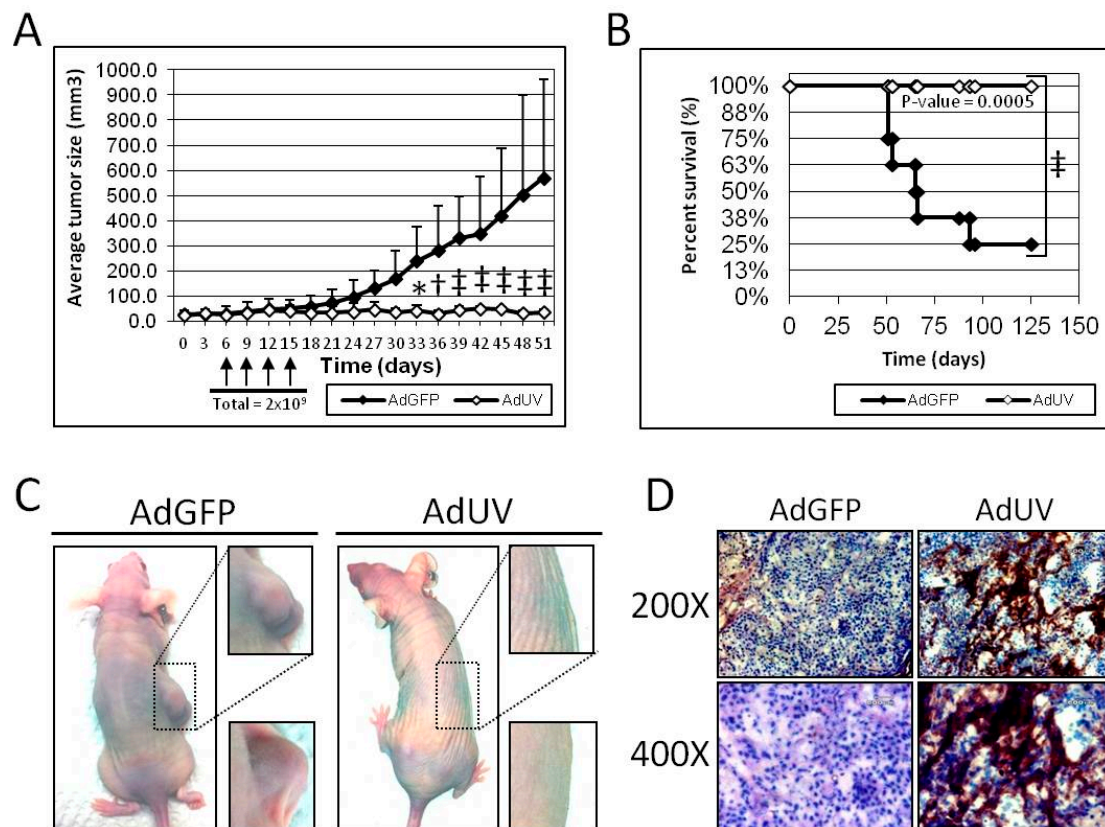 A
Average tumor size (mm3)
1000.0
900.0
800.0
700.0
600.0
500.0
400.0
300.0
200.0
100.0
0.0
* † ‡ ‡ ‡ ‡ ‡
0 3 6 9 12 15 18 21 24 27 30 33 36 39 42 45 48 51
Time (days)
Total = 2x10⁹
AdGFP AdUV
B
Percent survival (%)
100%
88%
75%
63%
50%
38%
25%
13%
0%
P-value = 0.0005
‡
0 25 50 75 100 125 150
Time (days)
AdGFP AdUV
C
AdGFP AdUV
D
AdGFP AdUV
200X
400X